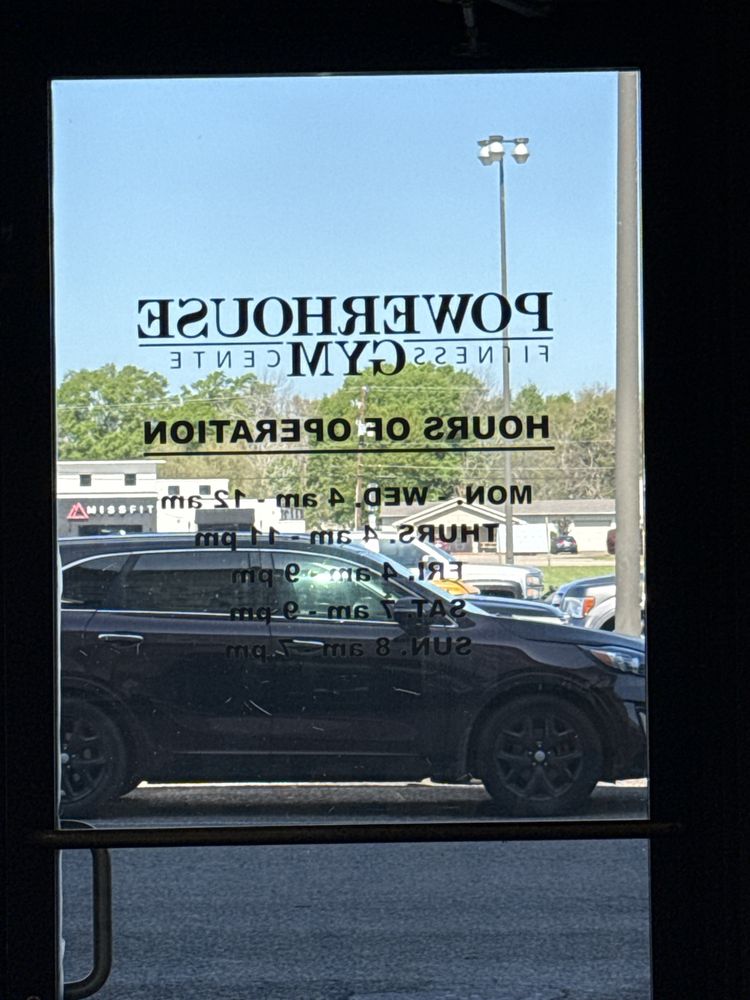 POWERHOUSE
FITNESS GYM CENTE
HOURS OF OPERATION
MON. - WED. 4 am - 12 am
THURS. 4 am - 11 pm
FRI. 4 am - 9 pm
SAT. 7 am - 9 pm
SUN. 8 am - 7 pm
MISSFIT